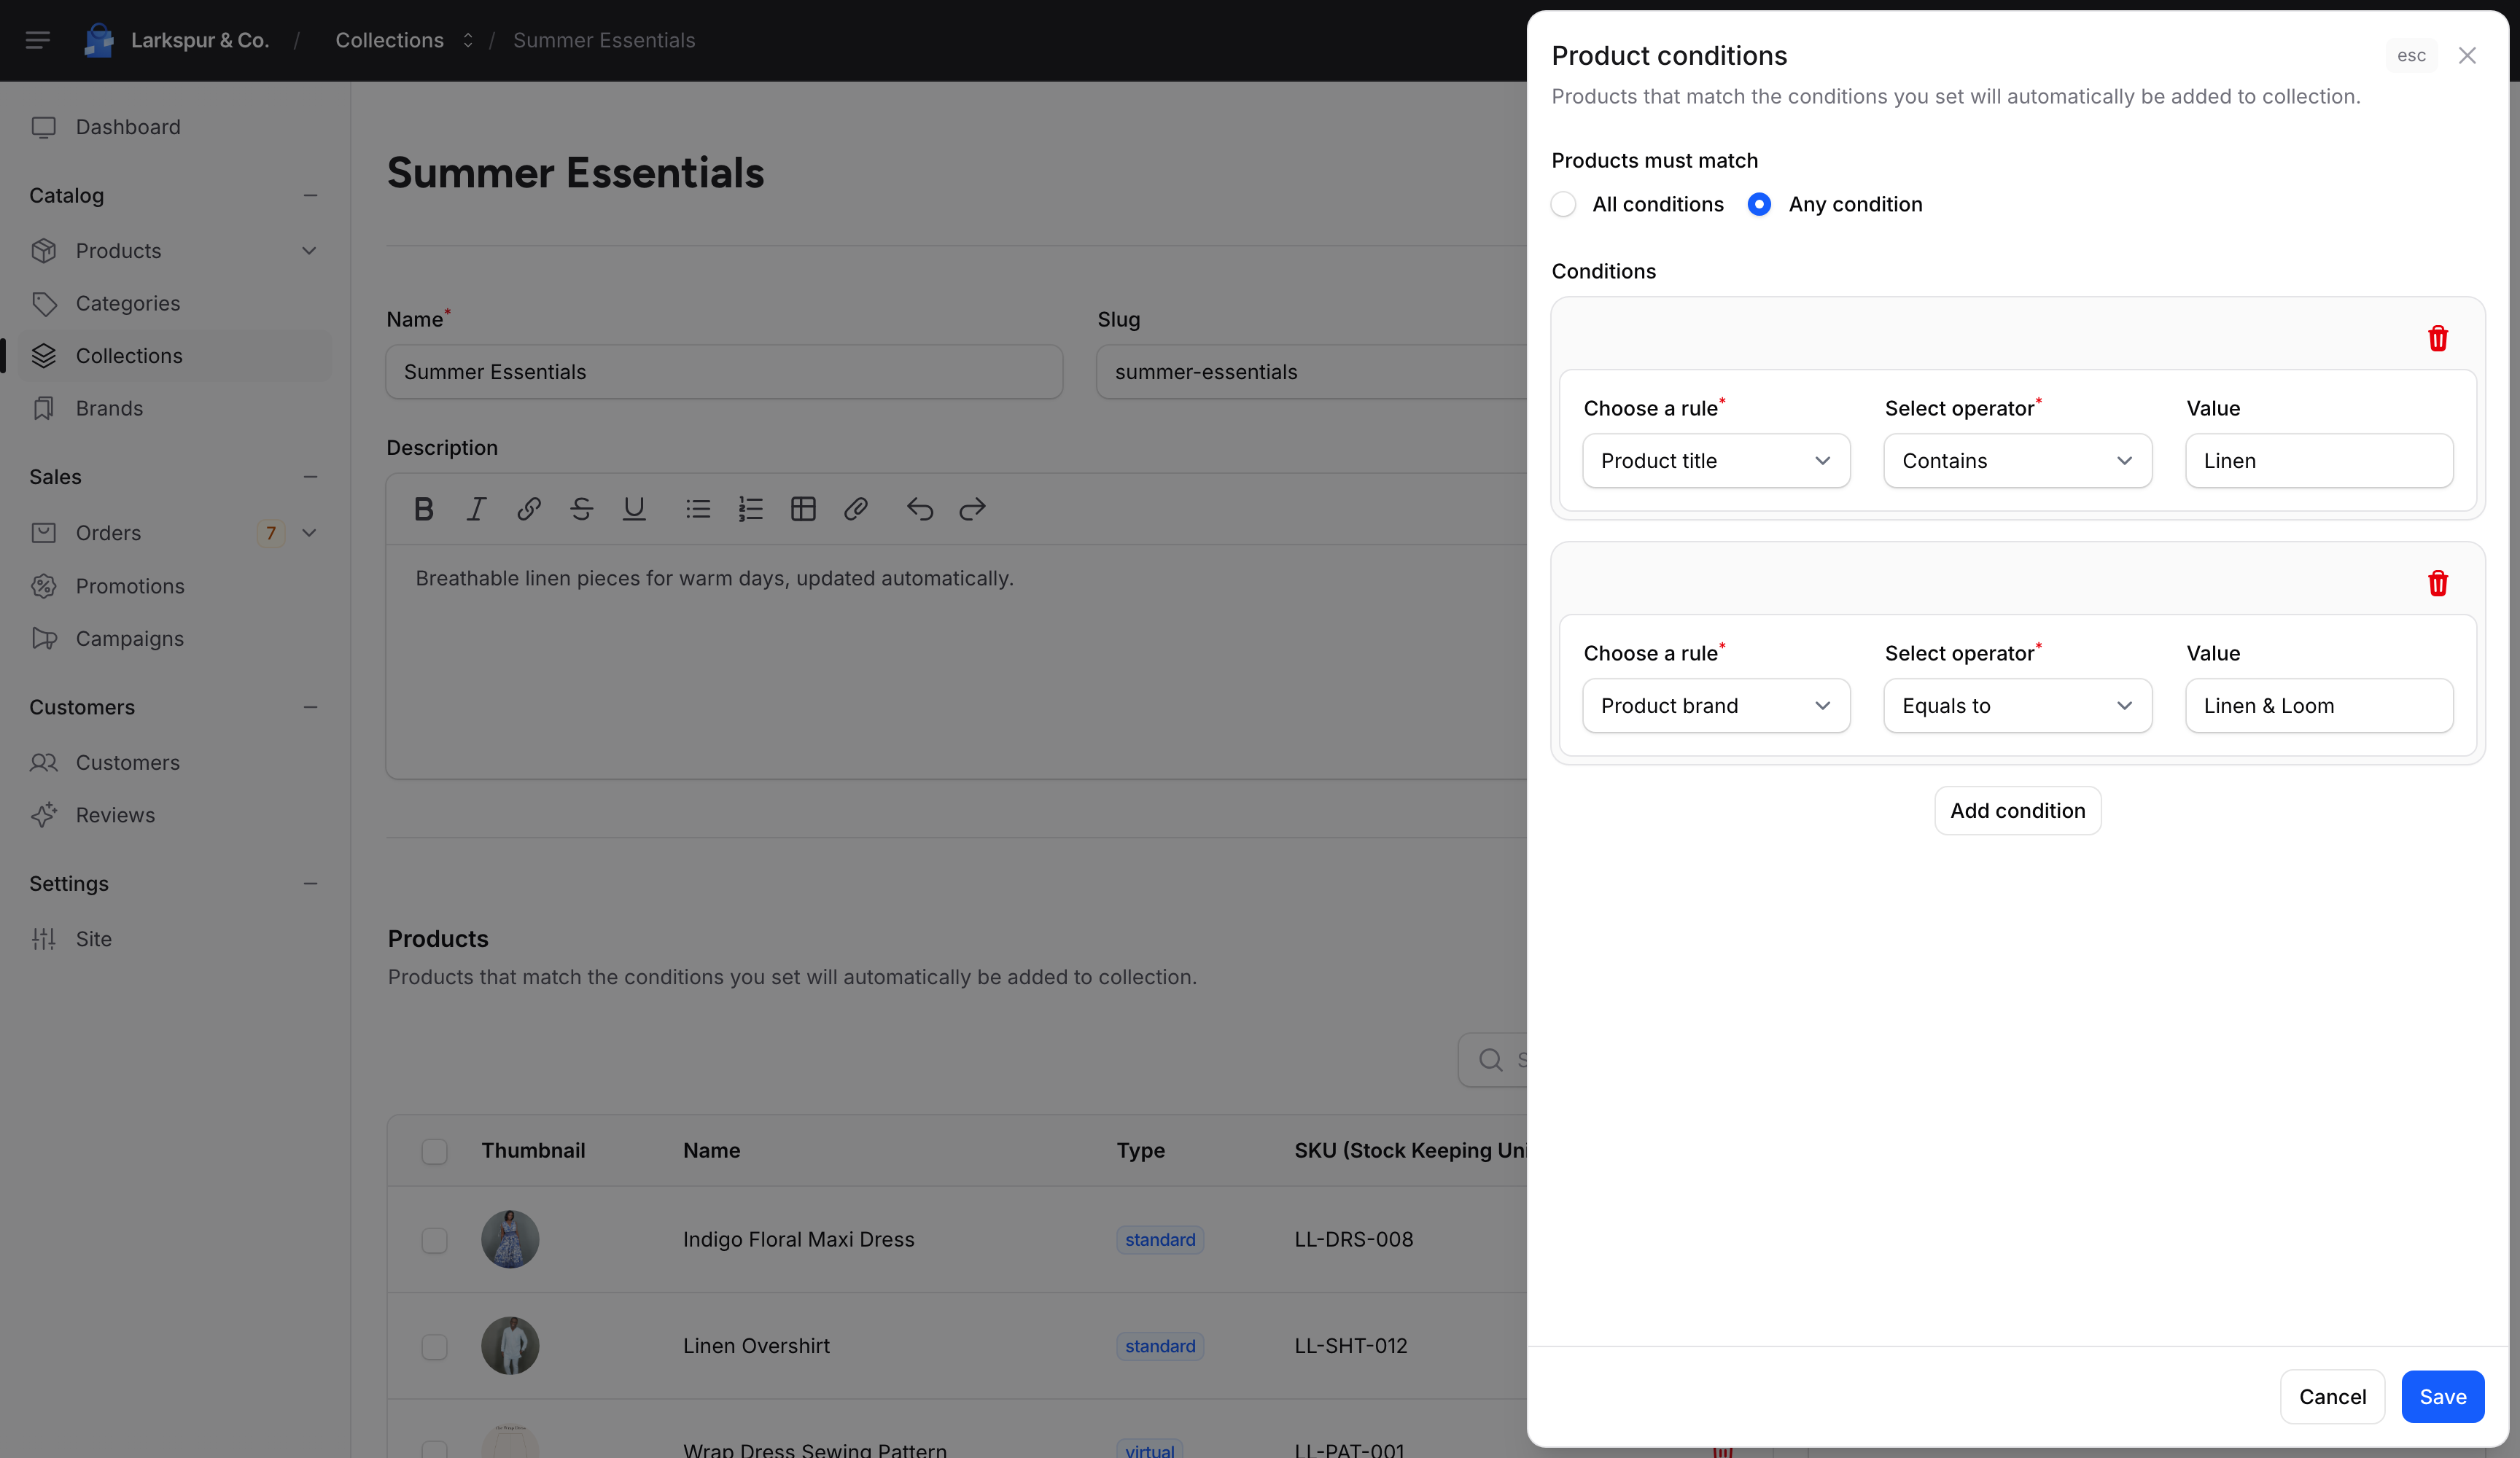 Larkspur & Co. / Collections / Summer Essentials
Dashboard
Catalog
Products
Categories
Collections
Brands
Sales
Orders 7
Promotions
Campaigns
Customers
Customers
Reviews
Settings
Site
Summer Essentials
Name* Slug
Summer Essentials summer-essentials
Description
Breathable linen pieces for warm days, updated automatically.
Products
Products that match the conditions you set will automatically be added to collection.
Thumbnail Name Type SKU (Stock Keeping Uni
Indigo Floral Maxi Dress standard LL-DRS-008
Linen Overshirt standard LL-SHT-012
Wrap Dress Sewing Pattern virtual LL-PAT-001
Product conditions esc
Products that match the conditions you set will automatically be added to collection.
Products must match
All conditions Any condition
Conditions
Choose a rule* Select operator* Value
Product title Contains Linen
Choose a rule* Select operator* Value
Product brand Equals to Linen & Loom
Add condition
Cancel Save